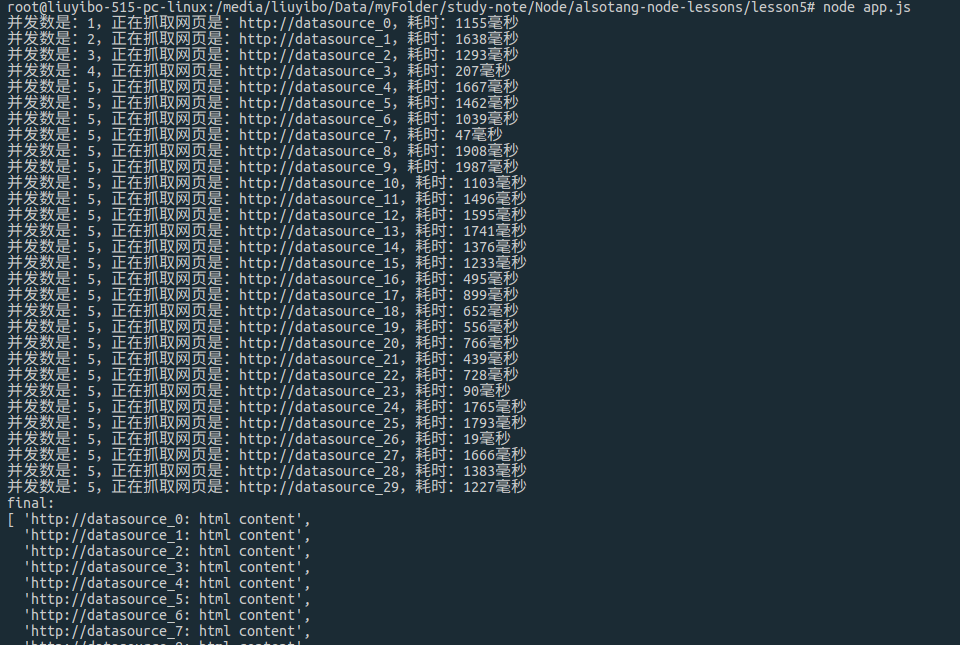 root@liuyibo-515-pc-linux:/media/liuyibo/Data/myFolder/study-note/Node/alsotang-node-lessons/lesson5# node app.js
并发数是: 1, 正在抓取网页是: http://datasource_0, 耗时: 1155毫秒
并发数是: 2, 正在抓取网页是: http://datasource_1, 耗时: 1638毫秒
并发数是: 3, 正在抓取网页是: http://datasource_2, 耗时: 1293毫秒
并发数是: 4, 正在抓取网页是: http://datasource_3, 耗时: 207毫秒
并发数是: 5, 正在抓取网页是: http://datasource_4, 耗时: 1667毫秒
并发数是: 5, 正在抓取网页是: http://datasource_5, 耗时: 1462毫秒
并发数是: 5, 正在抓取网页是: http://datasource_6, 耗时: 1039毫秒
并发数是: 5, 正在抓取网页是: http://datasource_7, 耗时: 47毫秒
并发数是: 5, 正在抓取网页是: http://datasource_8, 耗时: 1908毫秒
并发数是: 5, 正在抓取网页是: http://datasource_9, 耗时: 1987毫秒
并发数是: 5, 正在抓取网页是: http://datasource_10, 耗时: 1103毫秒
并发数是: 5, 正在抓取网页是: http://datasource_11, 耗时: 1496毫秒
并发数是: 5, 正在抓取网页是: http://datasource_12, 耗时: 1595毫秒
并发数是: 5, 正在抓取网页是: http://datasource_13, 耗时: 1741毫秒
并发数是: 5, 正在抓取网页是: http://datasource_14, 耗时: 1376毫秒
并发数是: 5, 正在抓取网页是: http://datasource_15, 耗时: 1233毫秒
并发数是: 5, 正在抓取网页是: http://datasource_16, 耗时: 495毫秒
并发数是: 5, 正在抓取网页是: http://datasource_17, 耗时: 899毫秒
并发数是: 5, 正在抓取网页是: http://datasource_18, 耗时: 652毫秒
并发数是: 5, 正在抓取网页是: http://datasource_19, 耗时: 556毫秒
并发数是: 5, 正在抓取网页是: http://datasource_20, 耗时: 766毫秒
并发数是: 5, 正在抓取网页是: http://datasource_21, 耗时: 439毫秒
并发数是: 5, 正在抓取网页是: http://datasource_22, 耗时: 728毫秒
并发数是: 5, 正在抓取网页是: http://datasource_23, 耗时: 90毫秒
并发数是: 5, 正在抓取网页是: http://datasource_24, 耗时: 1765毫秒
并发数是: 5, 正在抓取网页是: http://datasource_25, 耗时: 1793毫秒
并发数是: 5, 正在抓取网页是: http://datasource_26, 耗时: 19毫秒
并发数是: 5, 正在抓取网页是: http://datasource_27, 耗时: 1666毫秒
并发数是: 5, 正在抓取网页是: http://datasource_28, 耗时: 1383毫秒
并发数是: 5, 正在抓取网页是: http://datasource_29, 耗时: 1227毫秒
final:
[ 'http://datasource_0: html content',
'http://datasource_1: html content',
'http://datasource_2: html content',
'http://datasource_3: html content',
'http://datasource_4: html content',
'http://datasource_5: html content',
'http://datasource_6: html content',
'http://datasource_7: html content',